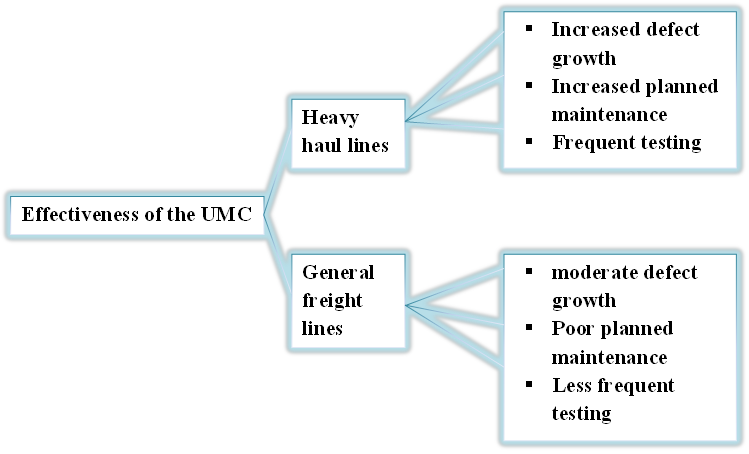 Effectiveness of the UMC
Heavy
haul lines
▪ Increased defect
growth
▪ Increased planned
maintenance
▪ Frequent testing
General
freight
lines
▪ moderate defect
growth
▪ Poor planned
maintenance
▪ Less frequent
testing